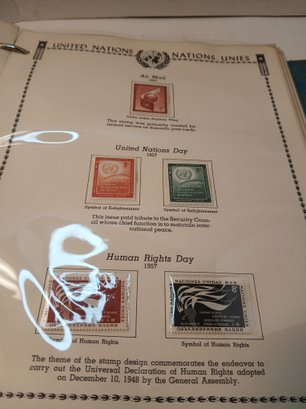 UNITED NATIONS NATIONS UNIES
Air Mail
1957
This stamp was primarily created for
airmail service on domestic post-cards.
United Nations Day
1957
Symbol of Enlightenment
Symbol of Enlightenment
This issue paid tribute to the Security Coun-
cil whose chief function is to maintain inter-
national peace.
Human Rights Day
1957
NACIONES UNIDAS
of Human Rights
Symbol of Human Rights
The theme of the stamp design commemorates the endeavor to
carry out the Universal Declaration of Human Rights adopted
on December 10, 1948 by the General Assembly.